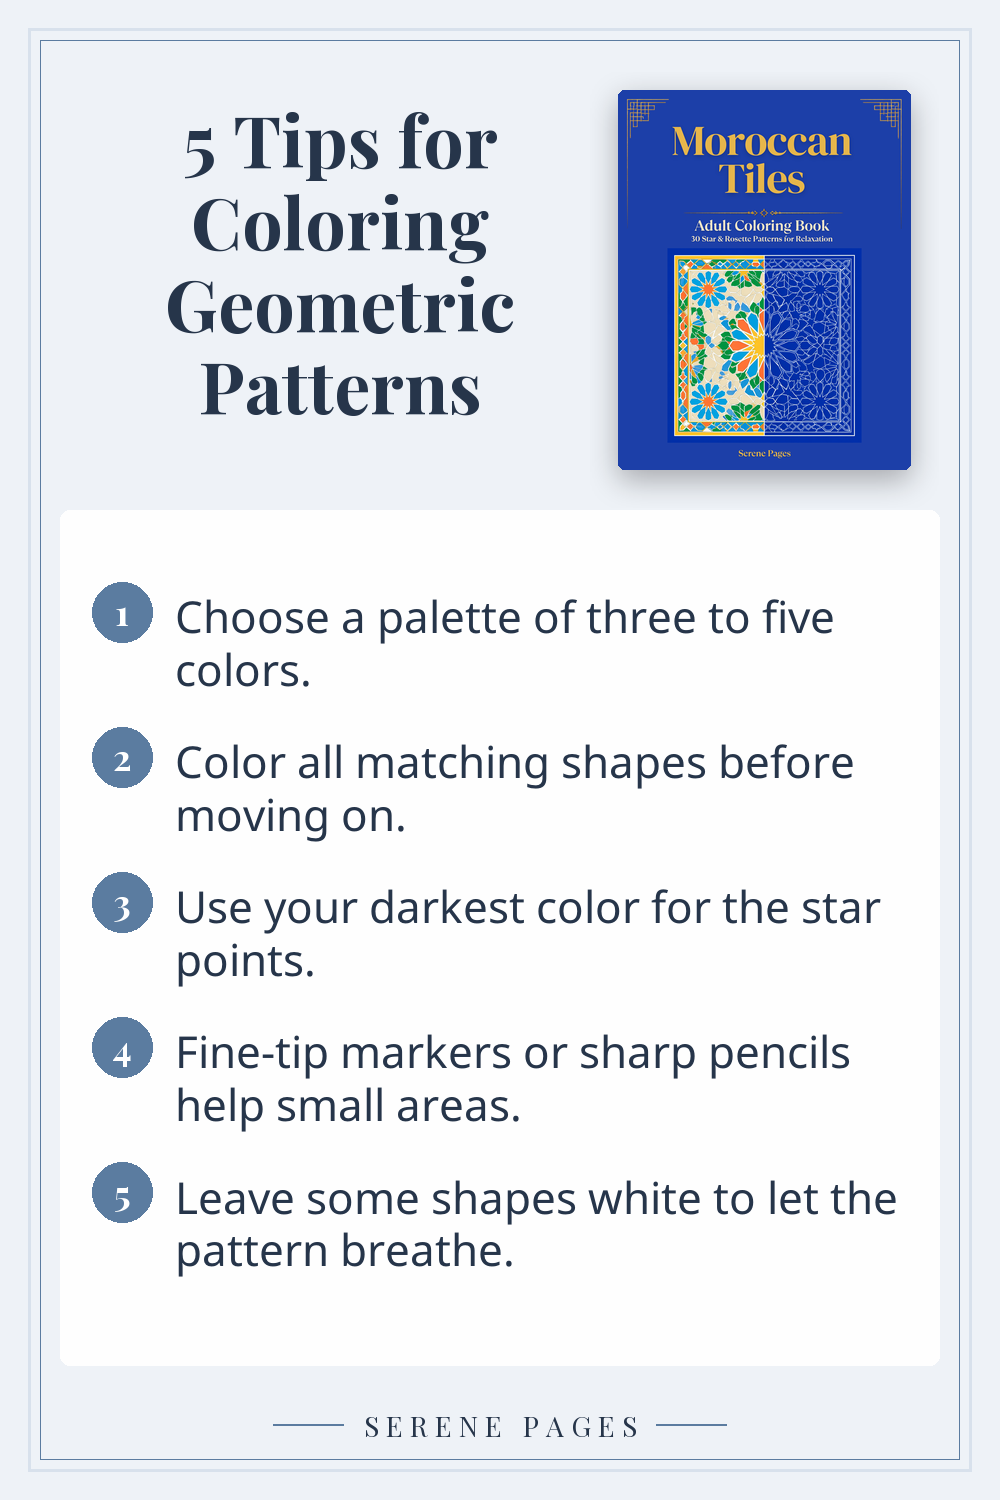 5 Tips for
Coloring
Geometric
Patterns
Moroccan
Tiles
Adult Coloring Book
30 Star & Rosette Patterns for Relaxation
Serene Pages
1 Choose a palette of three to five
colors.
2 Color all matching shapes before
moving on.
3 Use your darkest color for the star
points.
4 Fine-tip markers or sharp pencils
help small areas.
5 Leave some shapes white to let the
pattern breathe.
SERENE PAGES